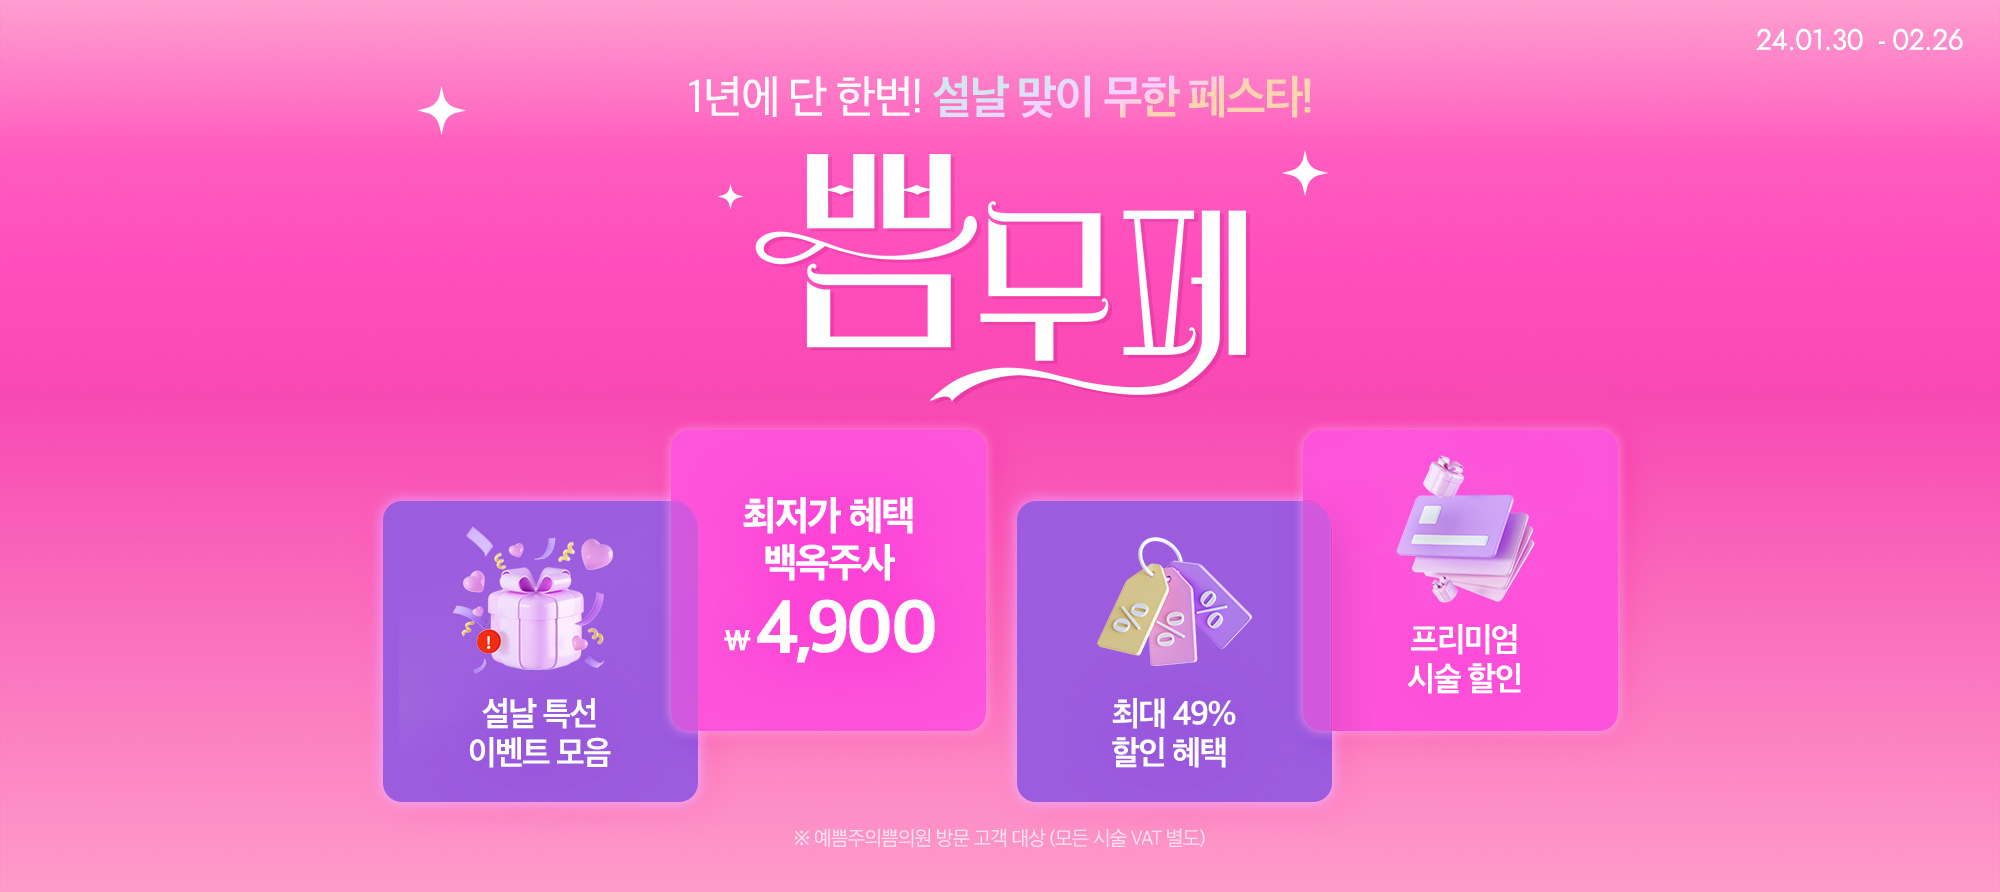 24.01.30 - 02.26
1년에 단 한번! 설날 맞이 무한 페스타!
쁨무페
최저가 혜택
백옥주사
₩4,900
프리미엄
시술 할인
설날 특선
이벤트 모음
최대 49%
할인 혜택
※ 예쁨주의쁨의원 방문 고객 대상 (모든 시술 VAT 별도)